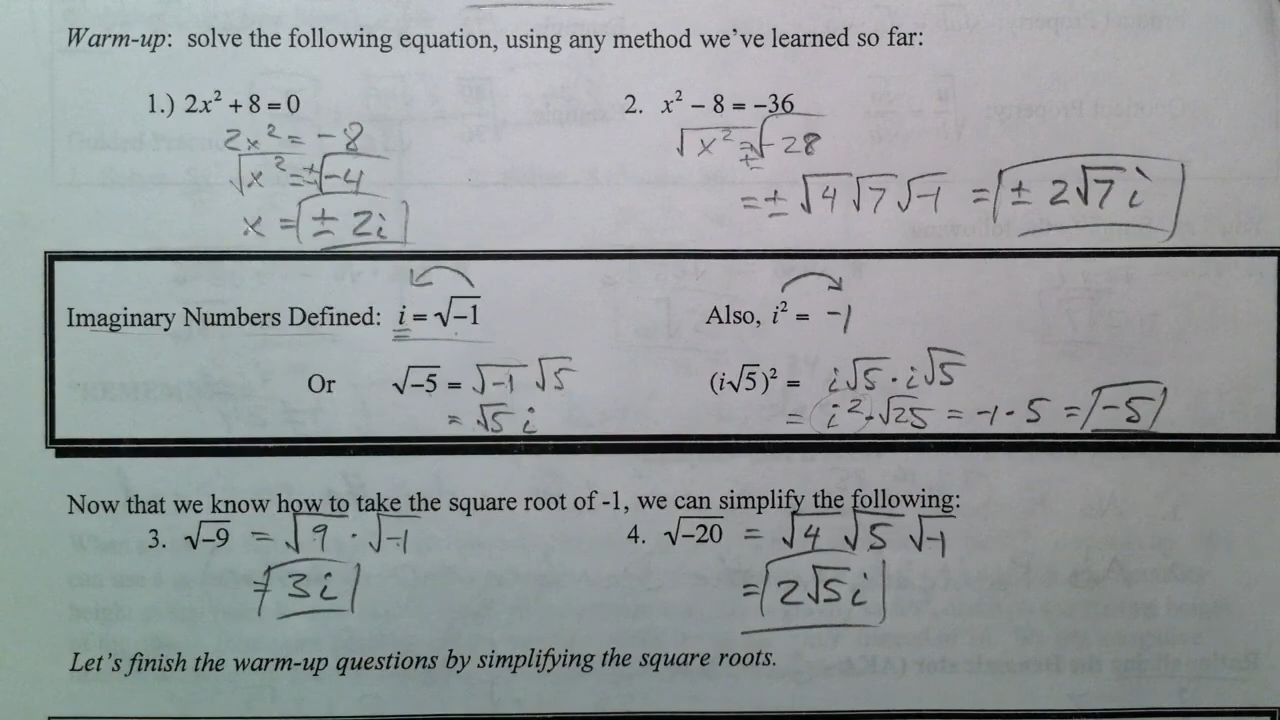 Warm-up: solve the following equation, using any method we've learned so far:
1.) 2x² + 8 = 0
2x² = -8
√x² = ±√-4
x = ± 2i
2. x² – 8 = –36
√x² = ±√-28
= ± √4 √7 √-1 = ± 2√7 i
Imaginary Numbers Defined: i = √–1
Also, i² = -1
Or √–5 = √-1 √5
= √5 i
(i√5)² = i√5 · i√5
= i² · √25 = -1 · 5 = -5
Now that we know how to take the square root of -1, we can simplify the following:
3. √–9 = √9 · √-1
= 3i
4. √–20 = √4 √5 √-1
= 2√5 i
Let's finish the warm-up questions by simplifying the square roots.